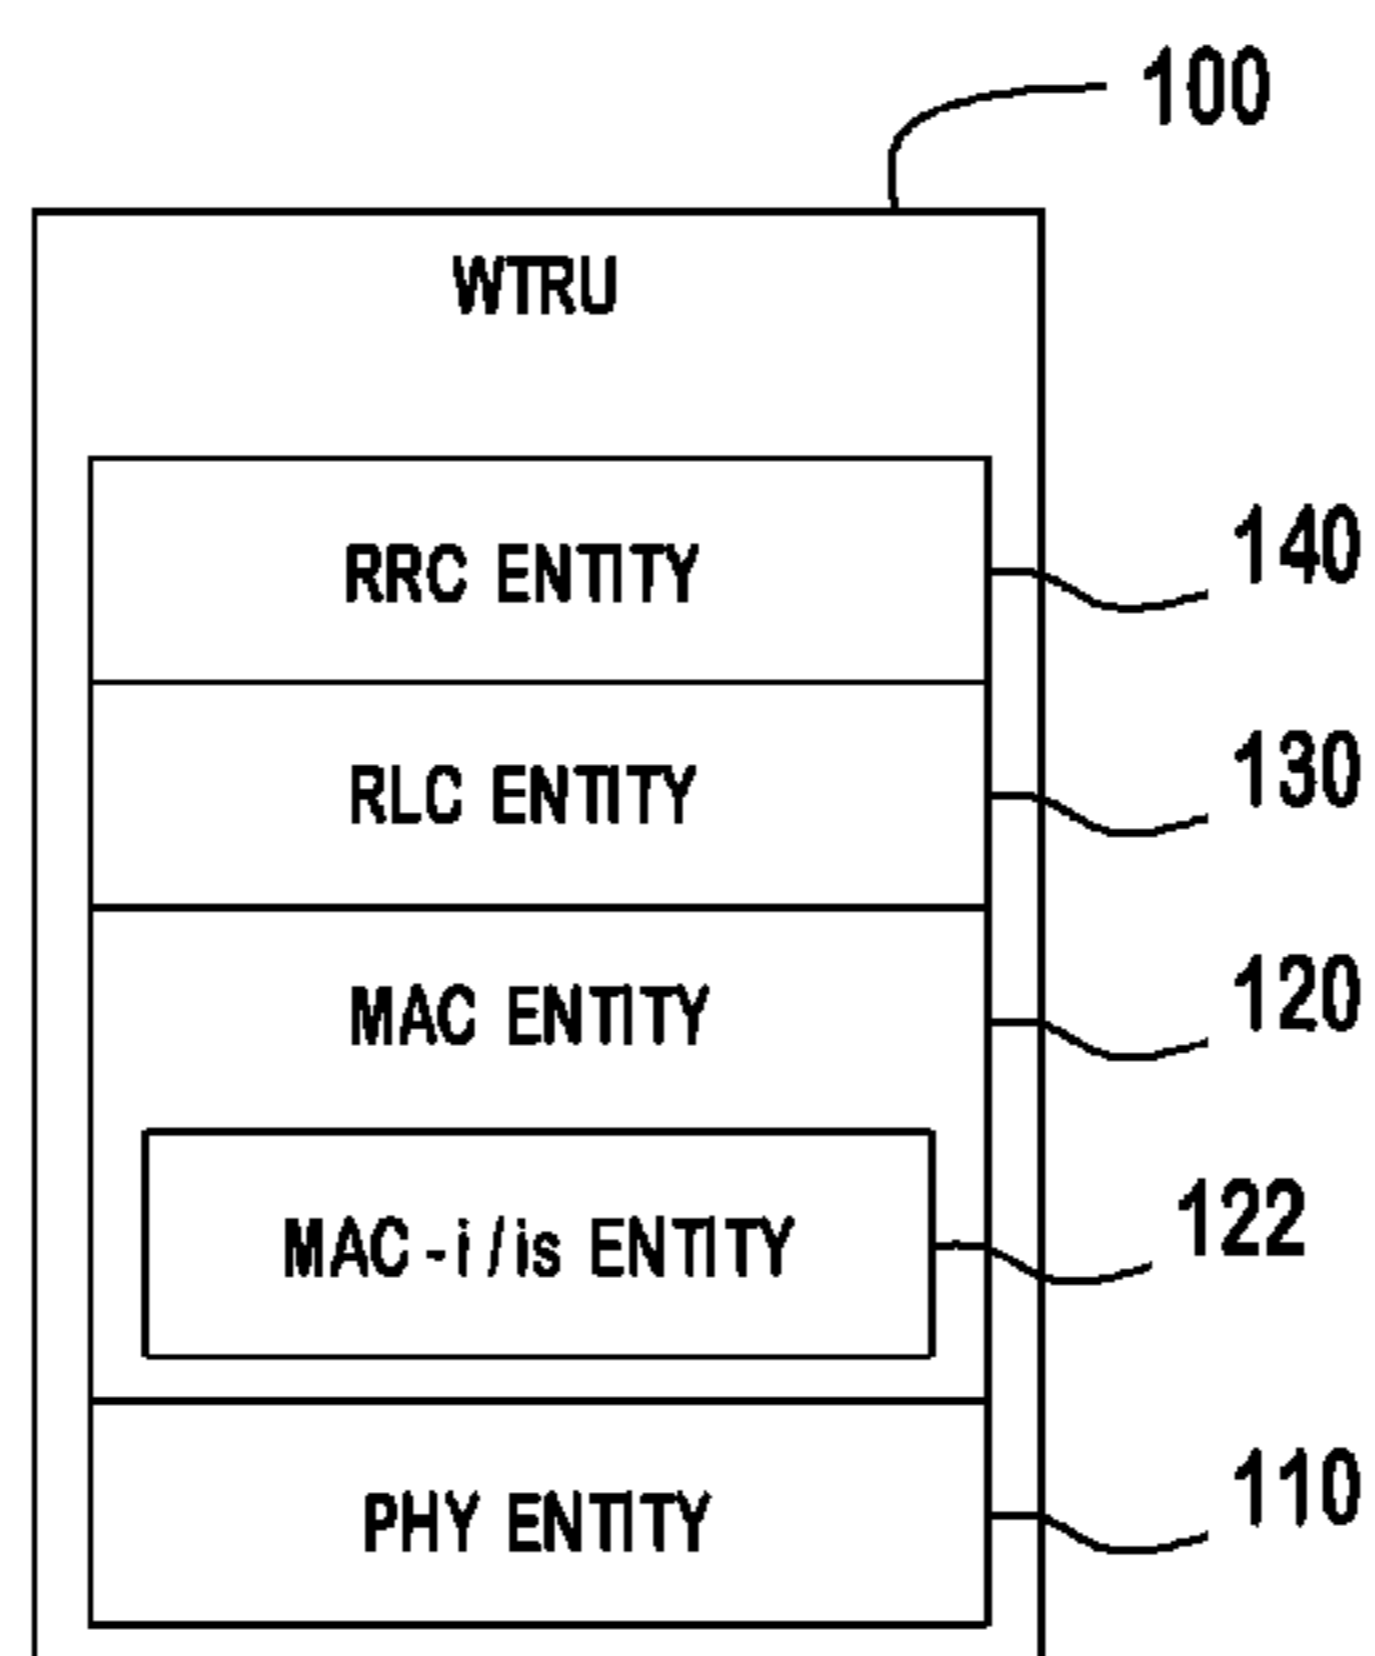 100
WTRU
RRC ENTITY
140
RLC ENTITY
130
MAC ENTITY
120
MAC-i/is ENTITY
122
PHY ENTITY
110